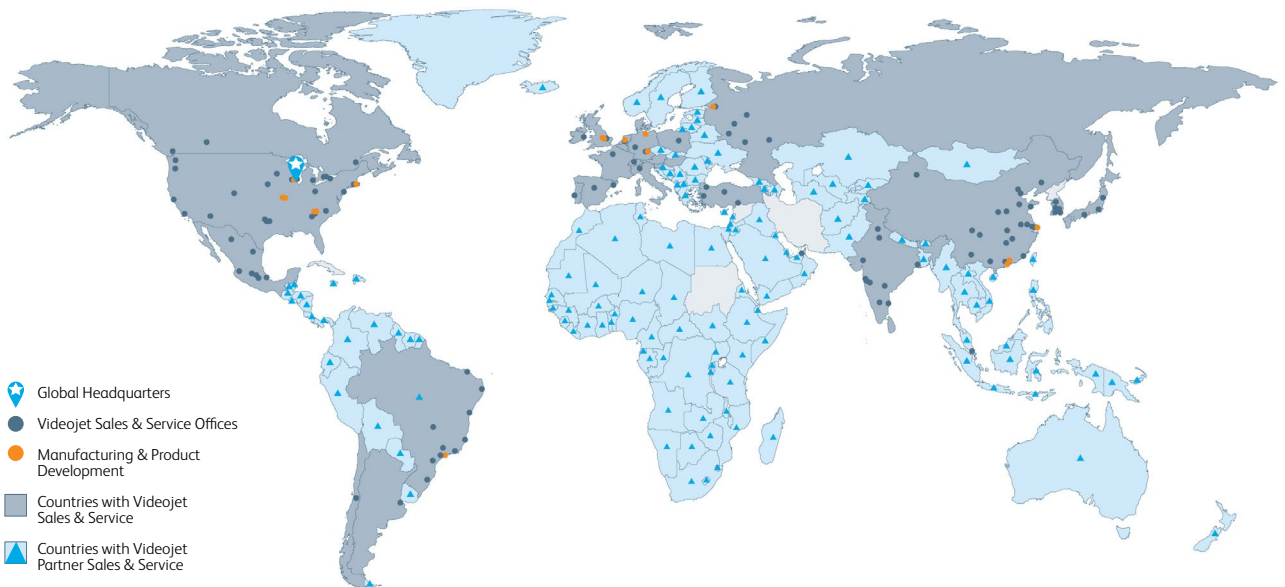 Global Headquarters
Videojet Sales & Service Offices
Manufacturing & Product
Development
Countries with Videojet
Sales & Service
Countries with Videojet
Partner Sales & Service